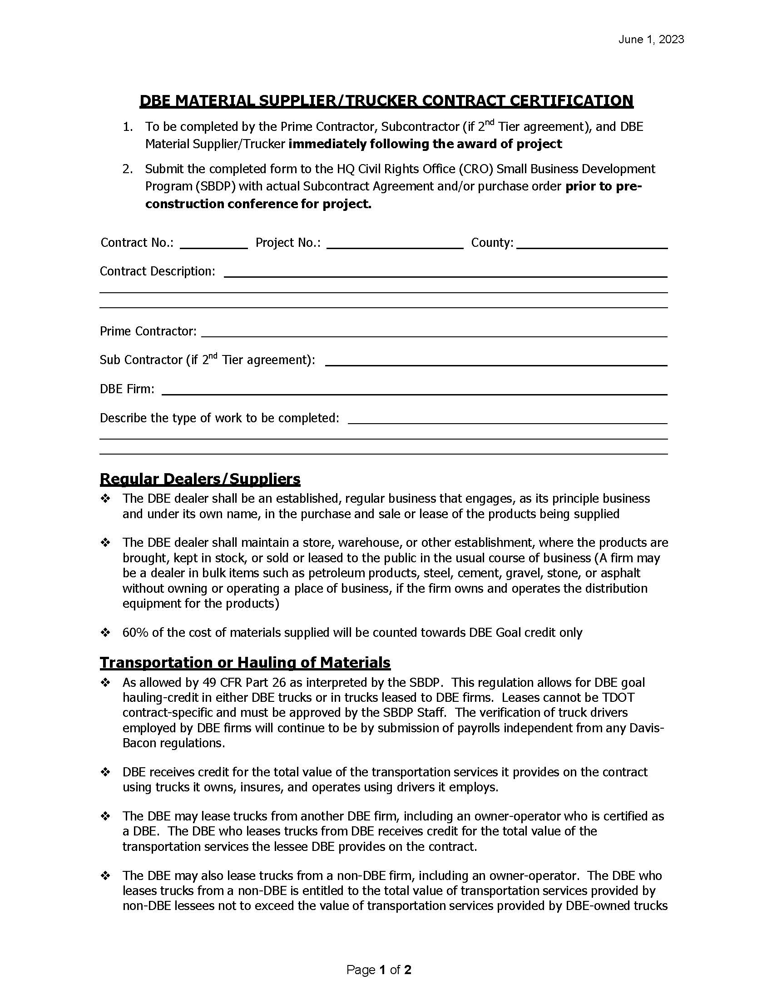 June 1, 2023
DBE MATERIAL SUPPLIER/TRUCKER CONTRACT CERTIFICATION
1. To be completed by the Prime Contractor, Subcontractor (if 2nd Tier agreement), and DBE
Material Supplier/Trucker immediately following the award of project
2. Submit the completed form to the HQ Civil Rights Office (CRO) Small Business Development
Program (SBDP) with actual Subcontract Agreement and/or purchase order prior to pre-
construction conference for project.
Contract No.: Project No.: County:
Contract Description:
Prime Contractor:
Sub Contractor (if 2nd Tier agreement):
DBE Firm:
Describe the type of work to be completed:
Regular Dealers/Suppliers
❖ The DBE dealer shall be an established, regular business that engages, as its principle business
and under its own name, in the purchase and sale or lease of the products being supplied
❖ The DBE dealer shall maintain a store, warehouse, or other establishment, where the products are
brought, kept in stock, or sold or leased to the public in the usual course of business (A firm may
be a dealer in bulk items such as petroleum products, steel, cement, gravel, stone, or asphalt
without owning or operating a place of business, if the firm owns and operates the distribution
equipment for the products)
❖ 60% of the cost of materials supplied will be counted towards DBE Goal credit only
Transportation or Hauling of Materials
❖ As allowed by 49 CFR Part 26 as interpreted by the SBDP. This regulation allows for DBE goal
hauling-credit in either DBE trucks or in trucks leased to DBE firms. Leases cannot be TDOT
contract-specific and must be approved by the SBDP Staff. The verification of truck drivers
employed by DBE firms will continue to be by submission of payrolls independent from any Davis-
Bacon regulations.
❖ DBE receives credit for the total value of the transportation services it provides on the contract
using trucks it owns, insures, and operates using drivers it employs.
❖ The DBE may lease trucks from another DBE firm, including an owner-operator who is certified as
a DBE. The DBE who leases trucks from DBE receives credit for the total value of the
transportation services the lessee DBE provides on the contract.
❖ The DBE may also lease trucks from a non-DBE firm, including an owner-operator. The DBE who
leases trucks from a non-DBE is entitled to the total value of transportation services provided by
non-DBE lessees not to exceed the value of transportation services provided by DBE-owned trucks
Page 1 of 2